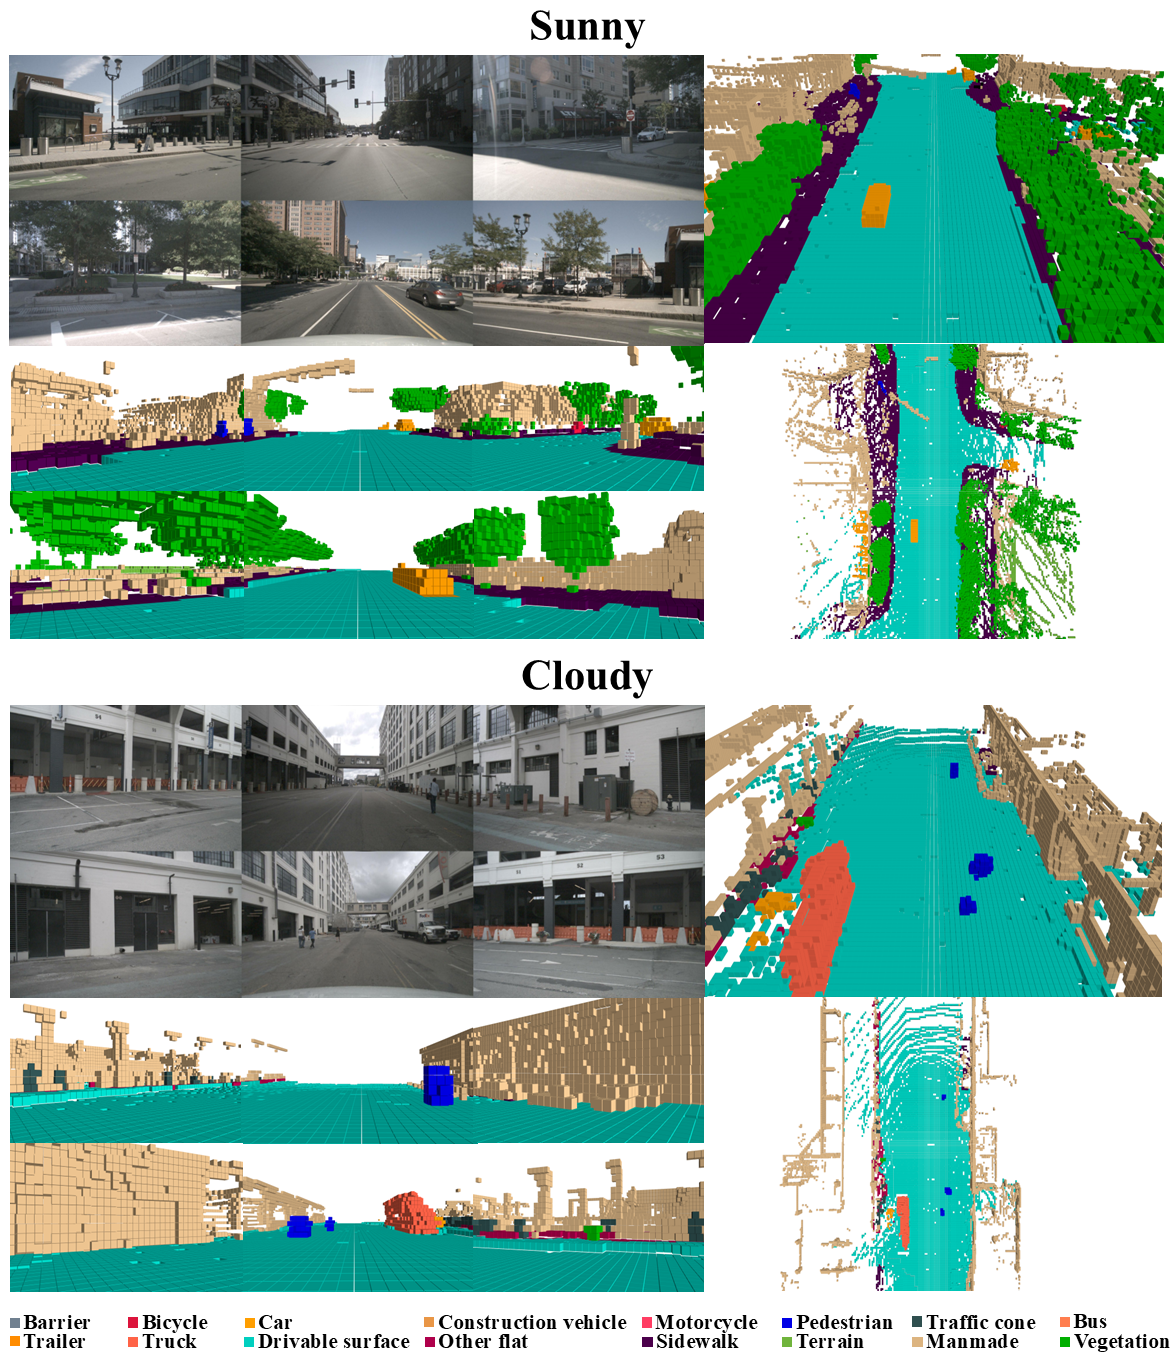 Sunny
Cloudy
Barrier Bicycle Car Construction vehicle Motorcycle Pedestrian Traffic cone Bus
Trailer Truck Drivable surface Other flat Sidewalk Terrain Manmade Vegetation